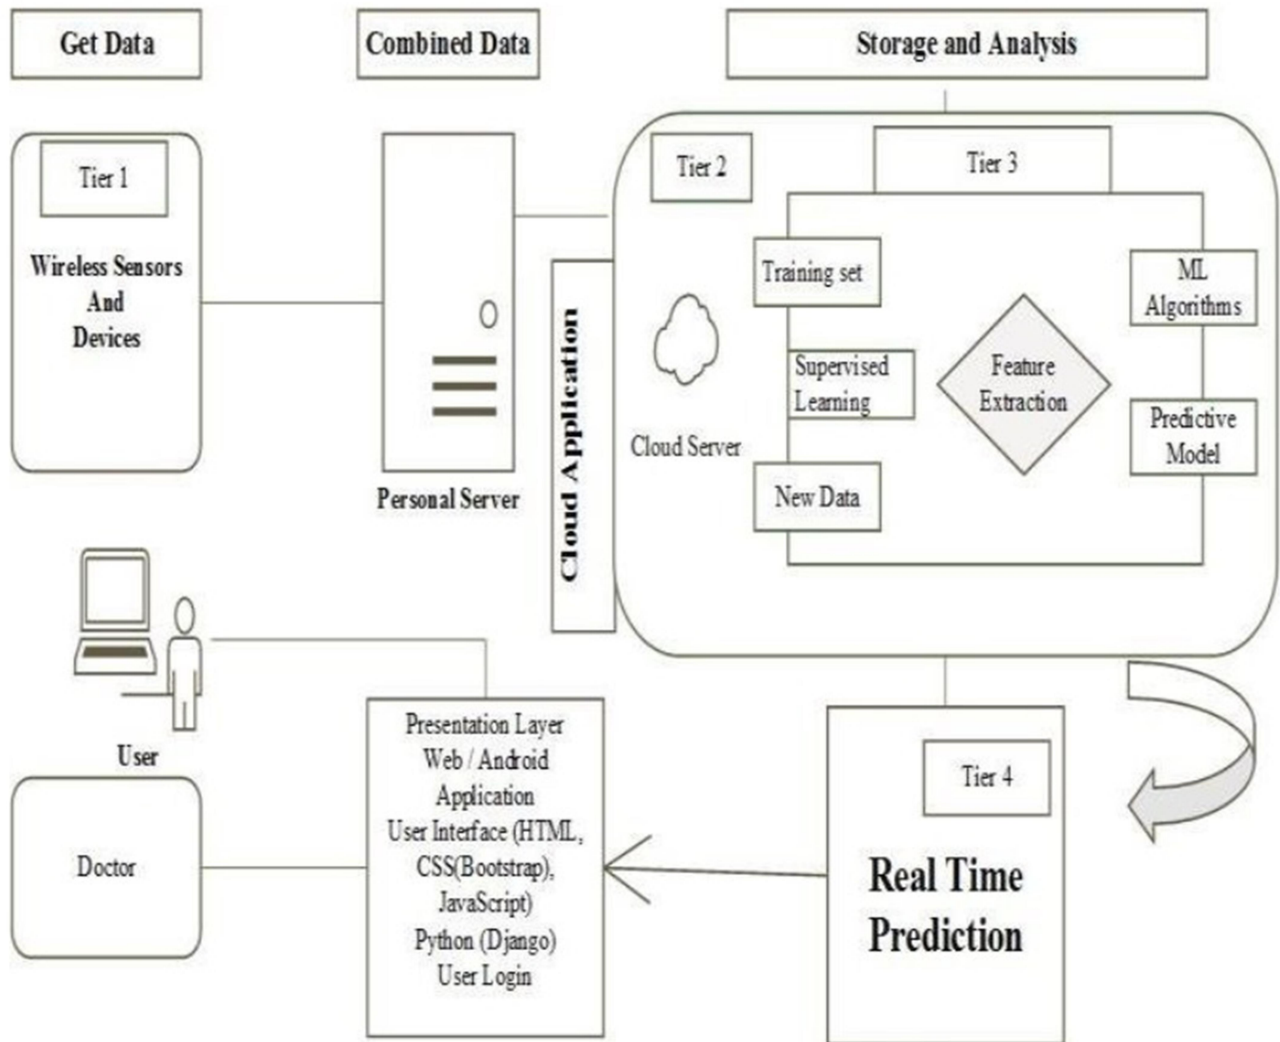 Get Data
Combined Data
Storage and Analysis
Tier 1
Wireless Sensors
And
Devices
Personal Server
Cloud Application
Tier 2
Cloud Server
Tier 3
Training set
Supervised
Learning
New Data
Feature
Extraction
ML
Algorithms
Predictive
Model
User
Doctor
Presentation Layer
Web / Android
Application
User Interface (HTML,
CSS(Bootstrap),
JavaScript)
Python (Django)
User Login
Tier 4
Real Time
Prediction